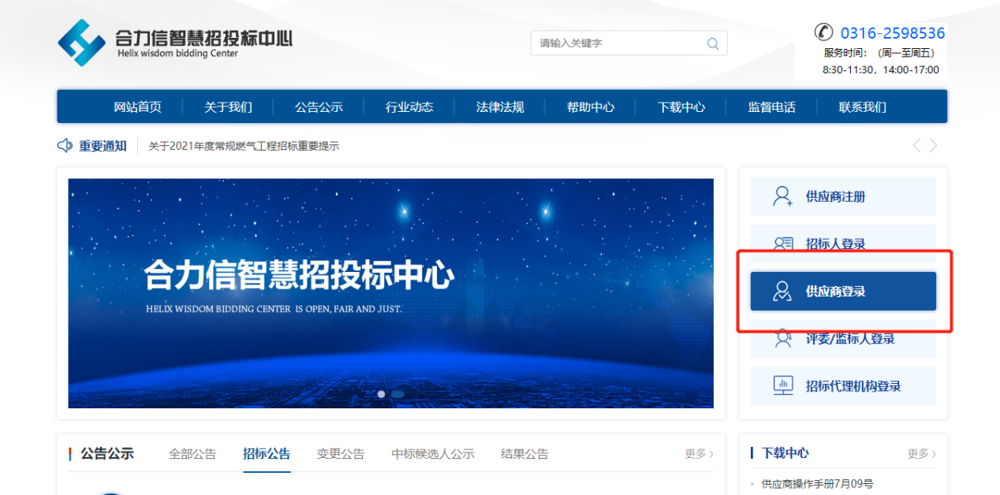 合力信智慧招投标中心
Helix wisdom bidding Center
请输入关键字
0316-2598536
服务时间：（周一至周五）
8:30-11:30，14:00-17:00
网站首页 关于我们 公告公示 行业动态 法律法规 帮助中心 下载中心 监督电话 联系我们
重要通知 关于2021年度常规燃气工程招标重要提示
合力信智慧招投标中心
HELIX WISDOM BIDDING CENTER IS OPEN, FAIR AND JUST.
供应商注册
招标人登录
供应商登录
评委/监标人登录
招标代理机构登录
公告公示 全部公告 招标公告 变更公告 中标候选人公示 结果公告 更多
下载中心 更多
供应商操作手册7月09号